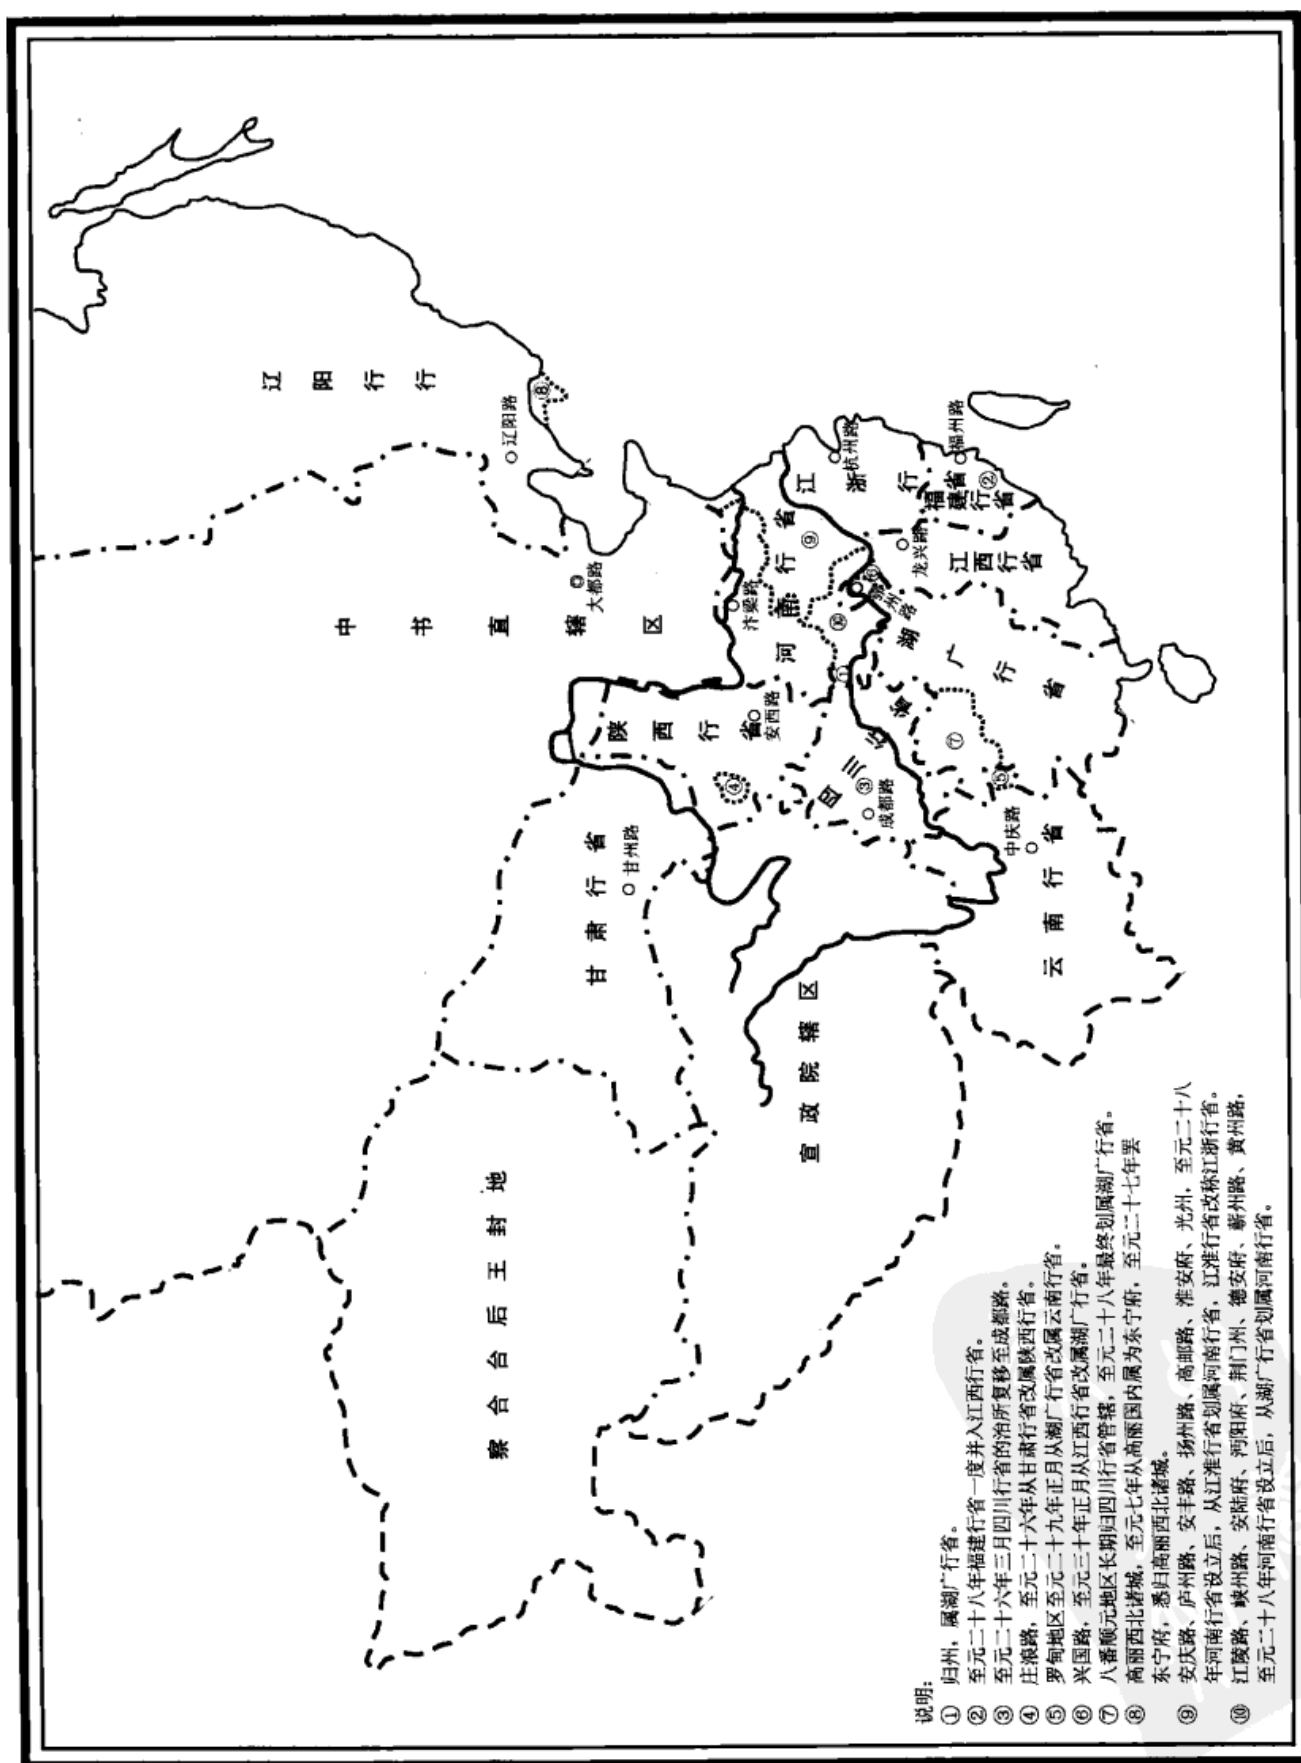 辽阳行行
辽阳路
⑧
中书直辖区
大都路
陕西行省
安西路
④
甘肃行省
甘州路
察合台后王封地
宣政院辖区
河南行省
汴梁路
⑨
⑩
①
四川行省
③
成都路
江浙行
杭州路
福建行省
福州路
省
②
江西行省
龙兴路
⑥
鄂州路
湖广行省
⑦
⑤
云南行省
中庆路
说明:
① 归州,属湖广行省。
② 至元二十八年福建行省一度并入江西行省。
③ 至元二十六年三月四川行省的治所复移至成都路。
④ 庄浪路,至元二十六年从甘肃行省改属陕西行省。
⑤ 罗甸地区至元二十九年正月从湖广行省改属云南行省。
⑥ 兴国路,至元三十年正月从江西行省改属湖广行省。
⑦ 八番顺元地区长期归四川行省管辖,至元二十八年最终划属湖广行省。
⑧ 高丽西北诸城,至元七年从高丽国内属为东宁府,至元二十七年罢
东宁府,悉归高丽西北诸城。
⑨ 安庆路、庐州路、安丰路、扬州路、高邮路、淮安府、光州,至元二十八
年河南行省设立后,从江淮行省划属河南行省,江淮行省改称江浙行省。
⑩ 江陵路、峡州路、安陆府、沔阳府、荆门州、德安府、蕲州路、黄州路,
至元二十八年河南行省设立后,从湖广行省划属河南行省。